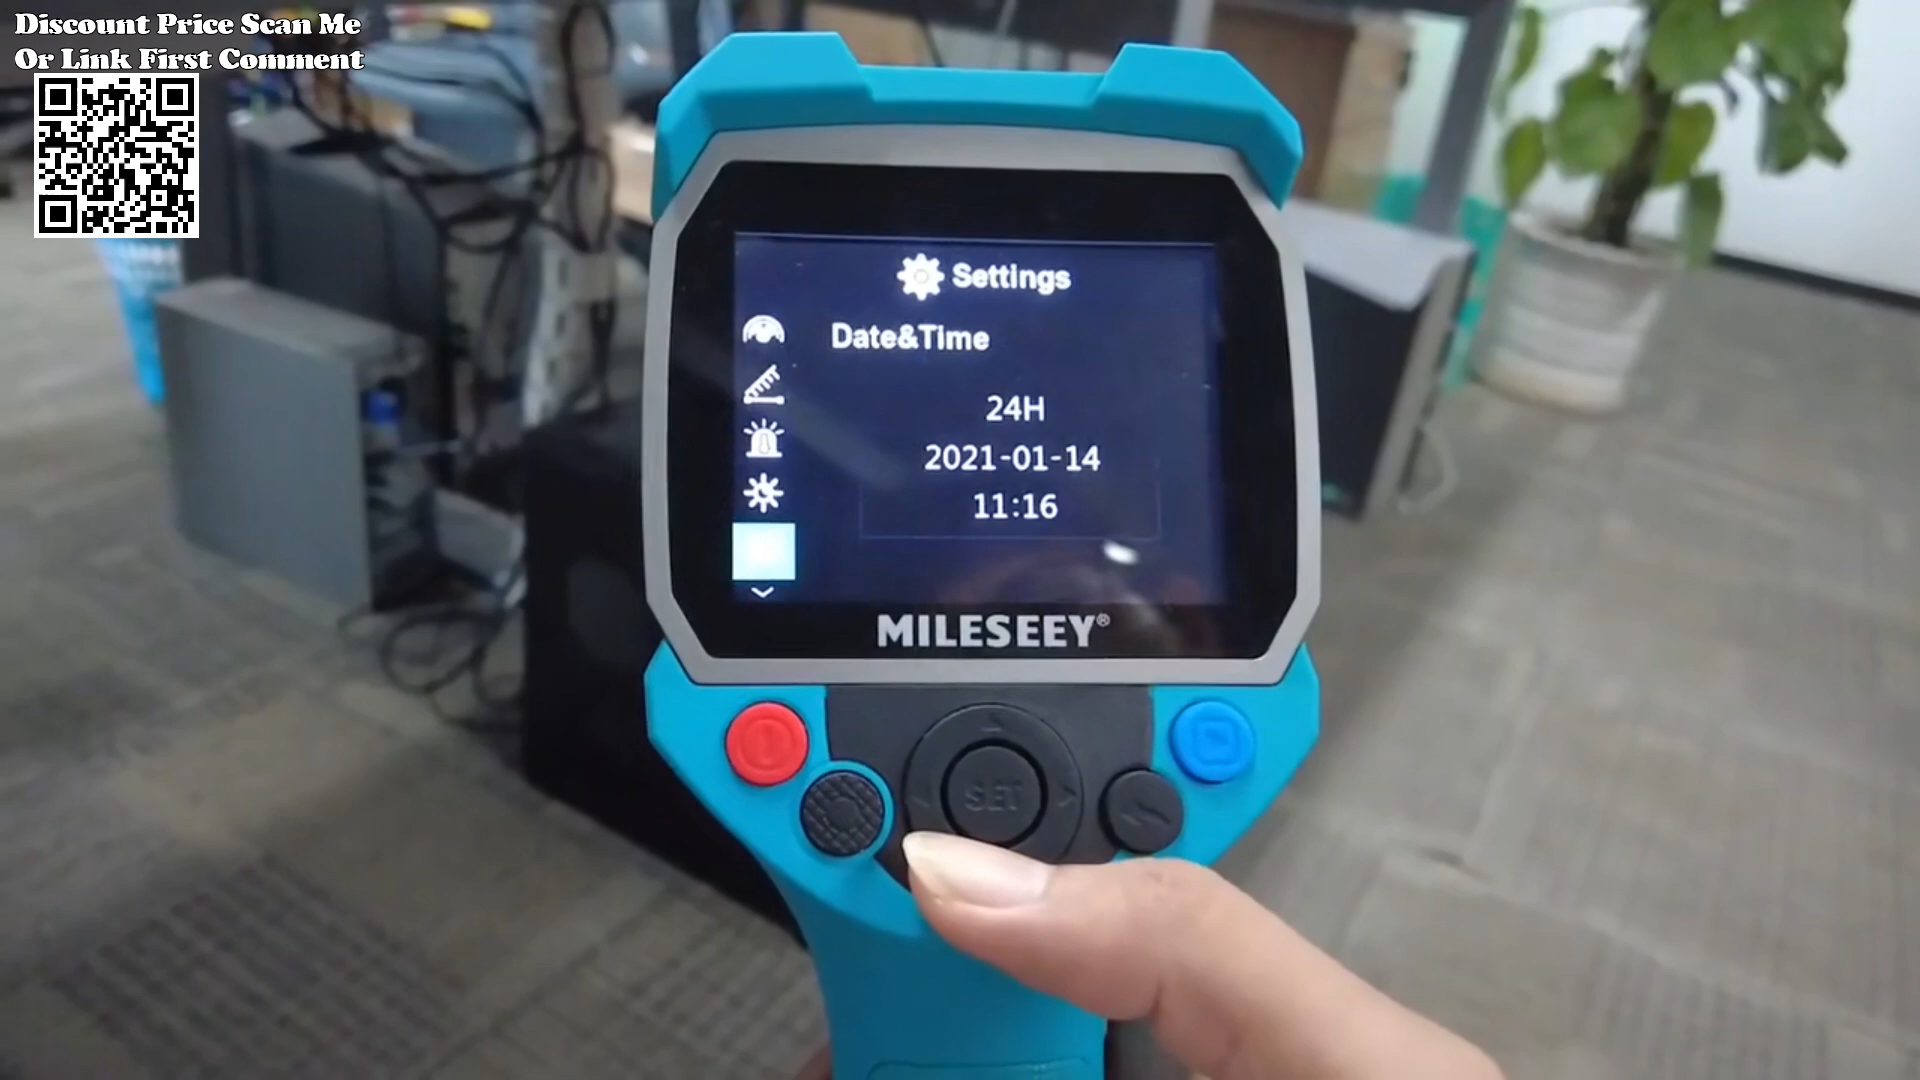 Discount Price Scan Me
Or Link First Comment
Settings
Date&Time
24H
2021-01-14
11:16
MILESEEY®
SET